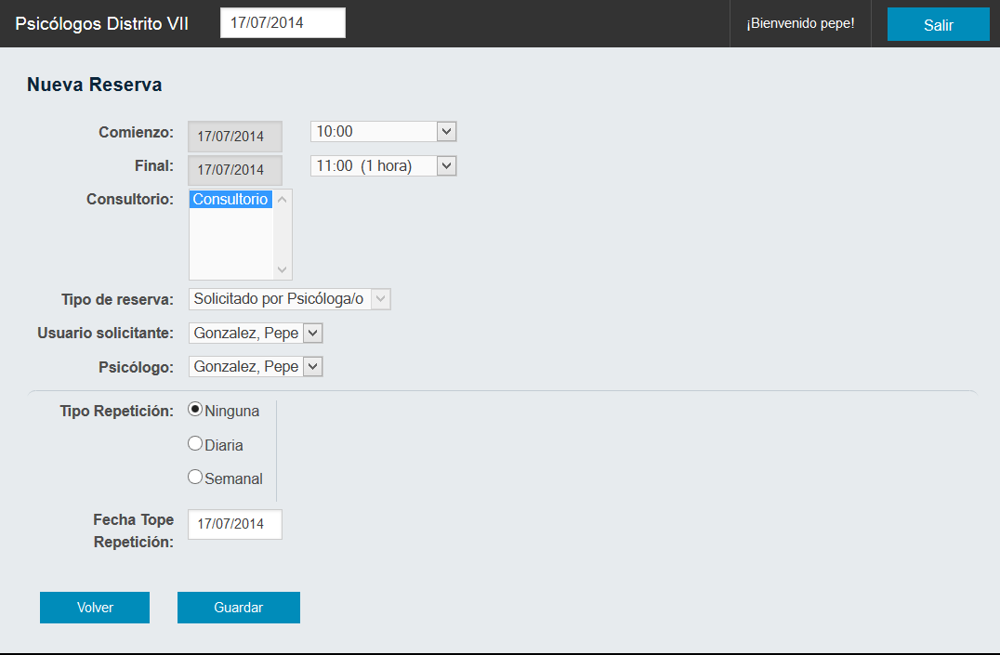 Psicólogos Distrito VII 17/07/2014 ¡Bienvenido pepe! Salir
Nueva Reserva
Comienzo: 17/07/2014 10:00
Final: 17/07/2014 11:00 (1 hora)
Consultorio: Consultorio
Tipo de reserva: Solicitado por Psicóloga/o
Usuario solicitante: Gonzalez, Pepe
Psicólogo: Gonzalez, Pepe
Tipo Repetición: Ninguna
Diaria
Semanal
Fecha Tope 17/07/2014
Repetición:
Volver Guardar